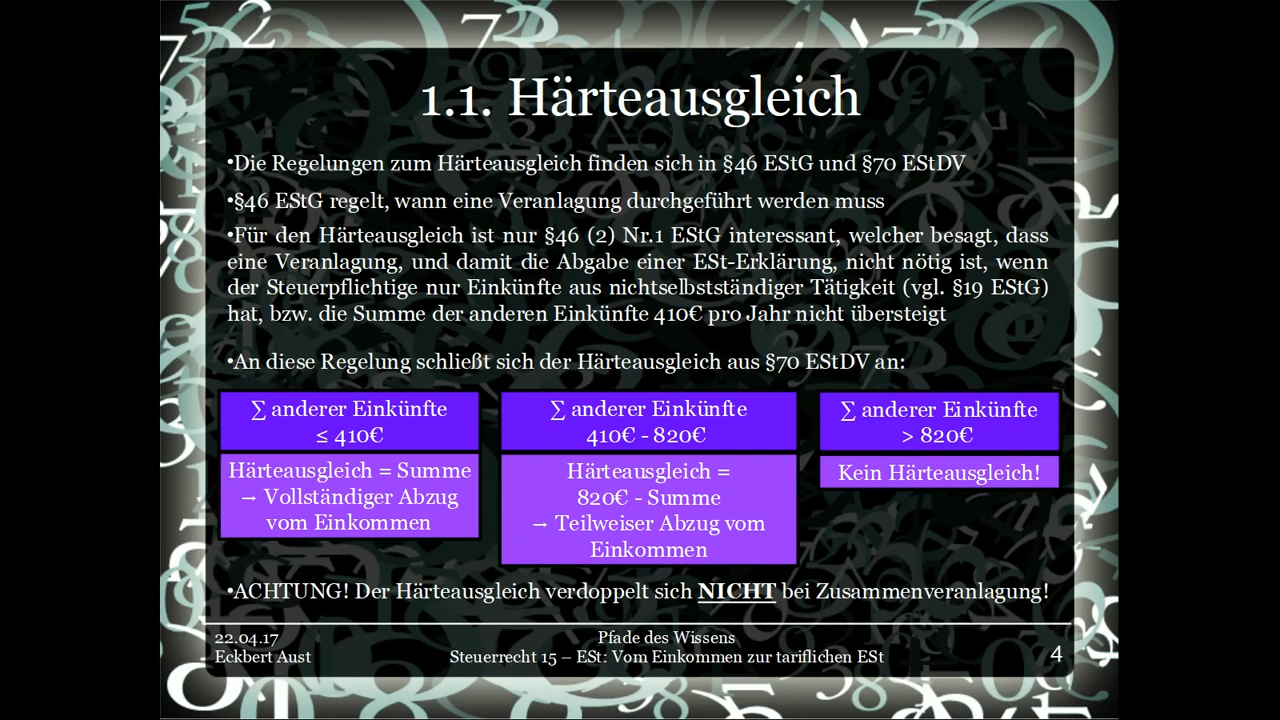 1.1. Härteausgleich
•Die Regelungen zum Härteausgleich finden sich in §46 EStG und §70 EStDV
•§46 EStG regelt, wann eine Veranlagung durchgeführt werden muss
•Für den Härteausgleich ist nur §46 (2) Nr.1 EStG interessant, welcher besagt, dass
eine Veranlagung, und damit die Abgabe einer ESt-Erklärung, nicht nötig ist, wenn
der Steuerpflichtige nur Einkünfte aus nichtselbstständiger Tätigkeit (vgl. §19 EStG)
hat, bzw. die Summe der anderen Einkünfte 410€ pro Jahr nicht übersteigt
•An diese Regelung schließt sich der Härteausgleich aus §70 EStDV an:
∑ anderer Einkünfte
≤ 410€
Härteausgleich = Summe
→ Vollständiger Abzug
vom Einkommen
∑ anderer Einkünfte
410€ - 820€
Härteausgleich =
820€ - Summe
→ Teilweiser Abzug vom
Einkommen
∑ anderer Einkünfte
> 820€
Kein Härteausgleich!
•ACHTUNG! Der Härteausgleich verdoppelt sich NICHT bei Zusammenveranlagung!
22.04.17
Eckbert Aust
Pfade des Wissens
Steuerrecht 15 – ESt: Vom Einkommen zur tariflichen ESt
4